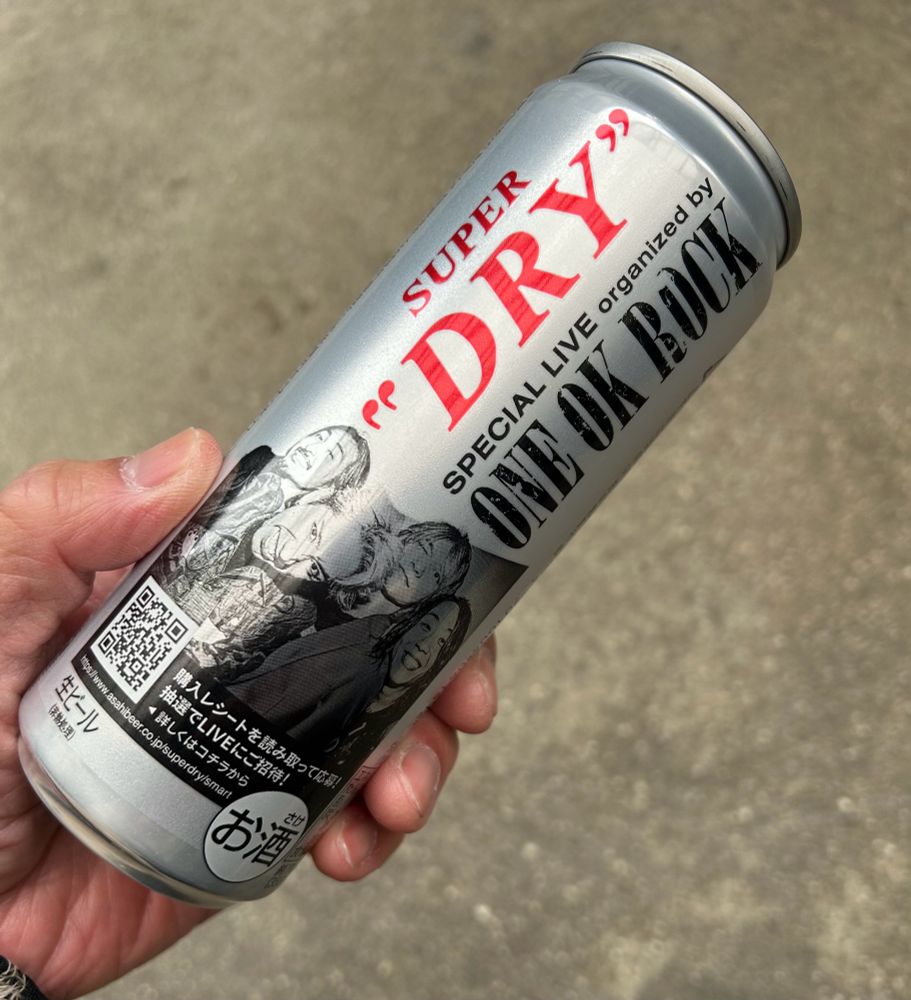 SUPER
“DRY”
SPECIAL LIVE organized by
ONE OK ROCK
購入レシートを読み取って応募!
抽選でLIVEにご招待!
◀詳しくはコチラから
https://www.asahibeer.co.jp/superdry/smart
生ビール
(非熱処理)
さけ
お酒